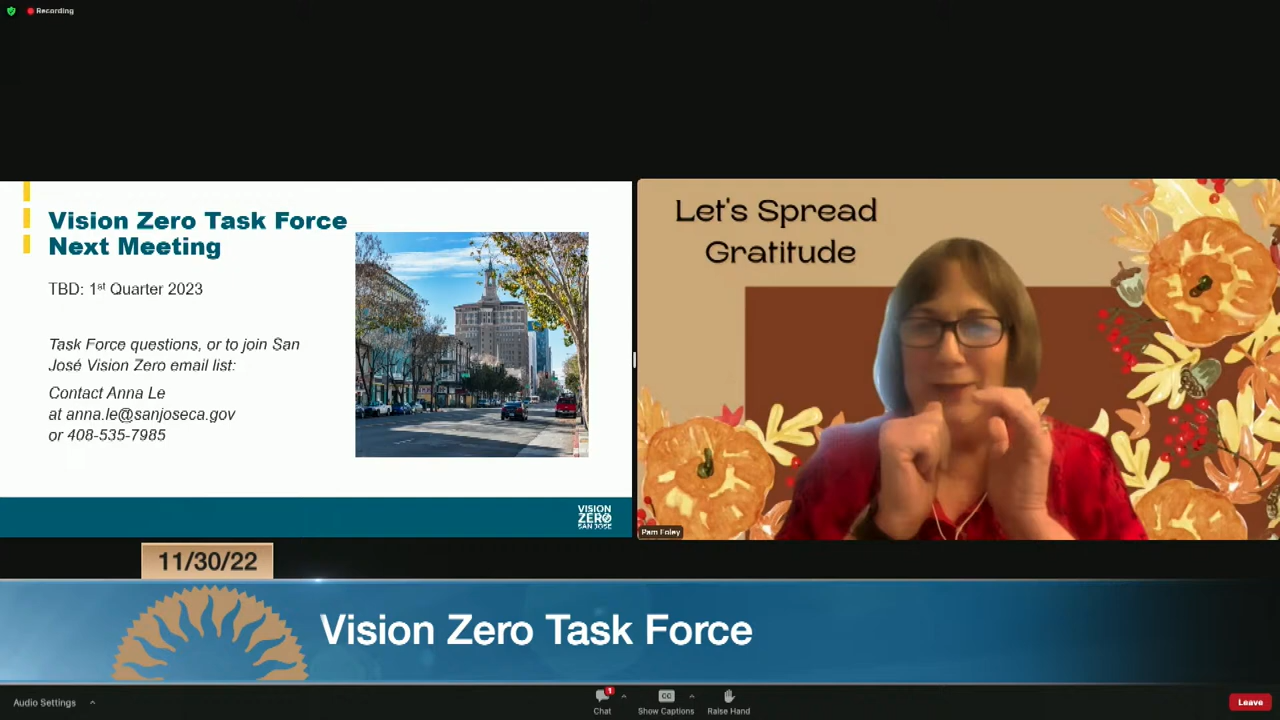 Recording
Vision Zero Task Force
Next Meeting
TBD: 1st Quarter 2023
Task Force questions, or to join San
José Vision Zero email list:
Contact Anna Le
at anna.le@sanjoseca.gov
or 408-535-7985
VISION
ZERO
SAN JOSE
Let's Spread
Gratitude
Pam Foley
11/30/22
Vision Zero Task Force
Audio Settings
1
Chat
CC
Show Captions
Raise Hand
Leave